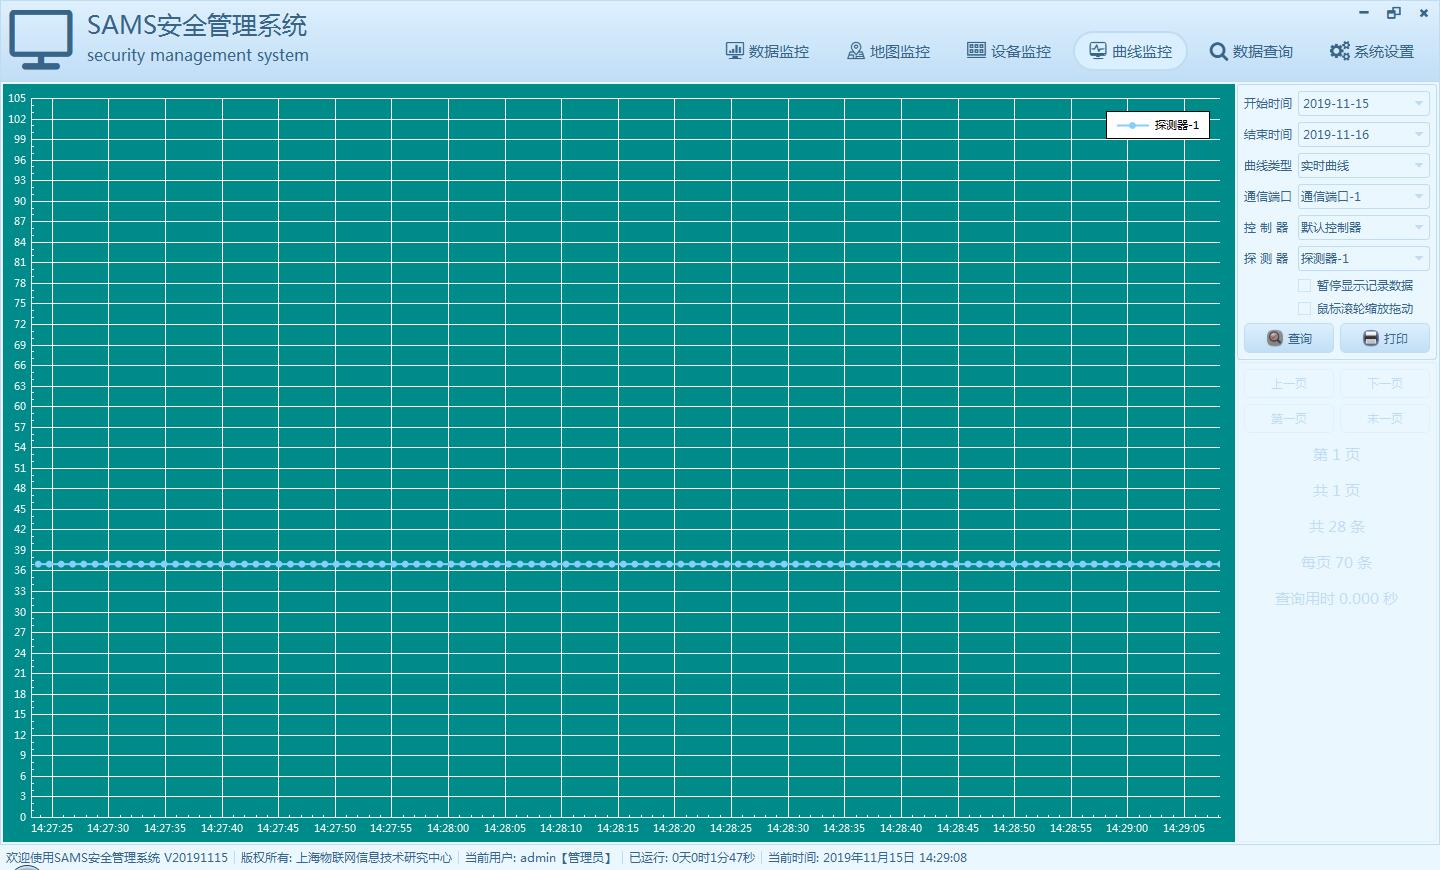 SAMS安全管理系统
security management system
数据监控 地图监控 设备监控 曲线监控 数据查询 系统设置
探测器-1
105
102
99
96
93
90
87
84
81
78
75
72
69
66
63
60
57
54
51
48
45
42
39
36
33
30
27
24
21
18
15
12
9
6
3
0
14:27:25 14:27:30 14:27:35 14:27:40 14:27:45 14:27:50 14:27:55 14:28:00 14:28:05 14:28:10 14:28:15 14:28:20 14:28:25 14:28:30 14:28:35 14:28:40 14:28:45 14:28:50 14:28:55 14:29:00 14:29:05
开始时间 2019-11-15
结束时间 2019-11-16
曲线类型 实时曲线
通信端口 通信端口-1
控 制 器 默认控制器
探 测 器 探测器-1
暂停显示记录数据
鼠标滚轮缩放拖动
查询 打印
上一页 下一页
第一页 末一页
第 1 页
共 1 页
共 28 条
每页 70 条
查询用时 0.000 秒
欢迎使用SAMS安全管理系统 V20191115 版权所有: 上海物联网信息技术研究中心 当前用户: admin【管理员】 已运行: 0天0时1分47秒 当前时间: 2019年11月15日 14:29:08